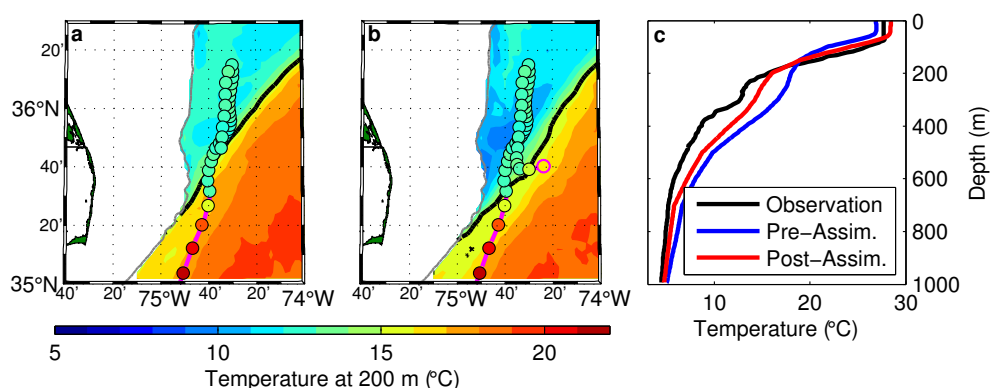 a
b
c
20'
36°N
40'
20'
35°N
40'
20'
75°W
40'
20'
74°W
40'
20'
75°W
40'
20'
74°W
0
200
400
600
800
1000
Depth (m)
Observation
Pre-Assim.
Post-Assim.
10
20
30
Temperature (°C)
5
10
15
20
Temperature at 200 m (°C)